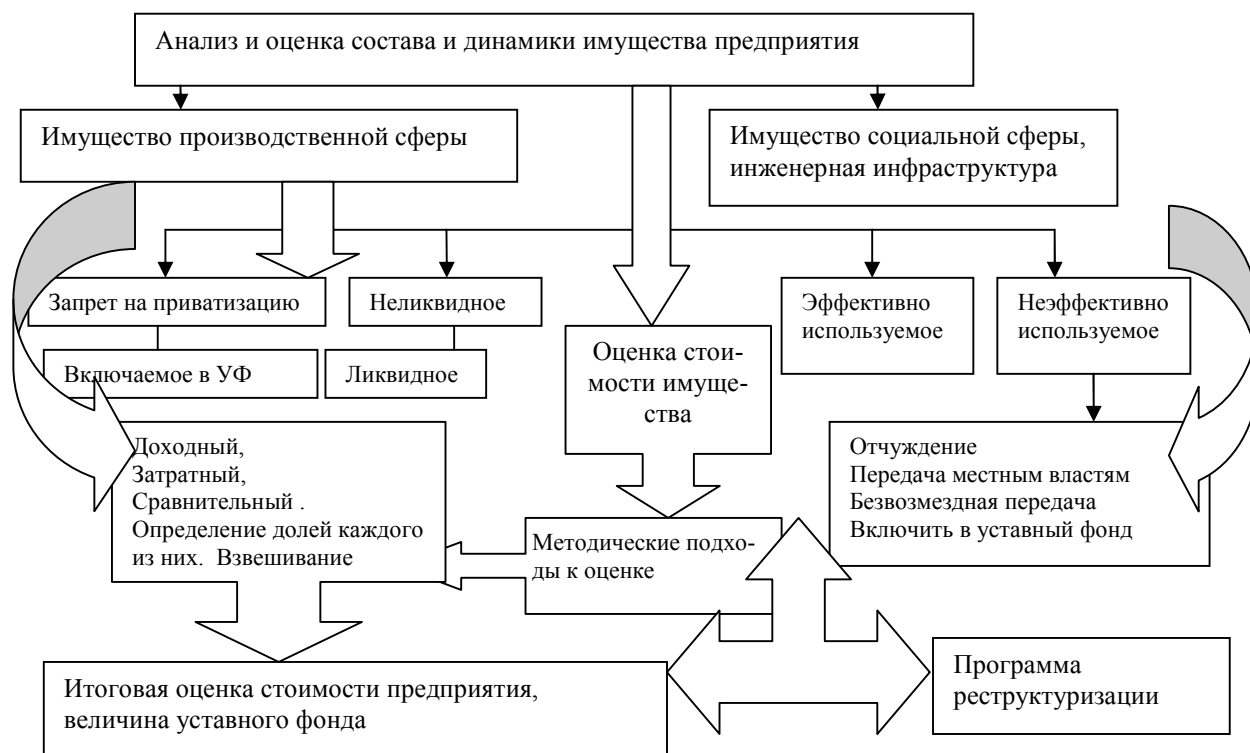 Анализ и оценка состава и динамики имущества предприятия
Имущество производственной сферы
Имущество социальной сферы,
инженерная инфраструктура
Запрет на приватизацию
Неликвидное
Эффективно
используемое
Неэффективно
используемое
Включаемое в УФ
Ликвидное
Оценка стои-
мости имуще-
ства
Доходный,
Затратный,
Сравнительный .
Определение долей каждого
из них. Взвешивание
Методические подхо-
ды к оценке
Отчуждение
Передача местным властям
Безвозмездная передача
Включить в уставный фонд
Итоговая оценка стоимости предприятия,
величина уставного фонда
Программа
реструктуризации